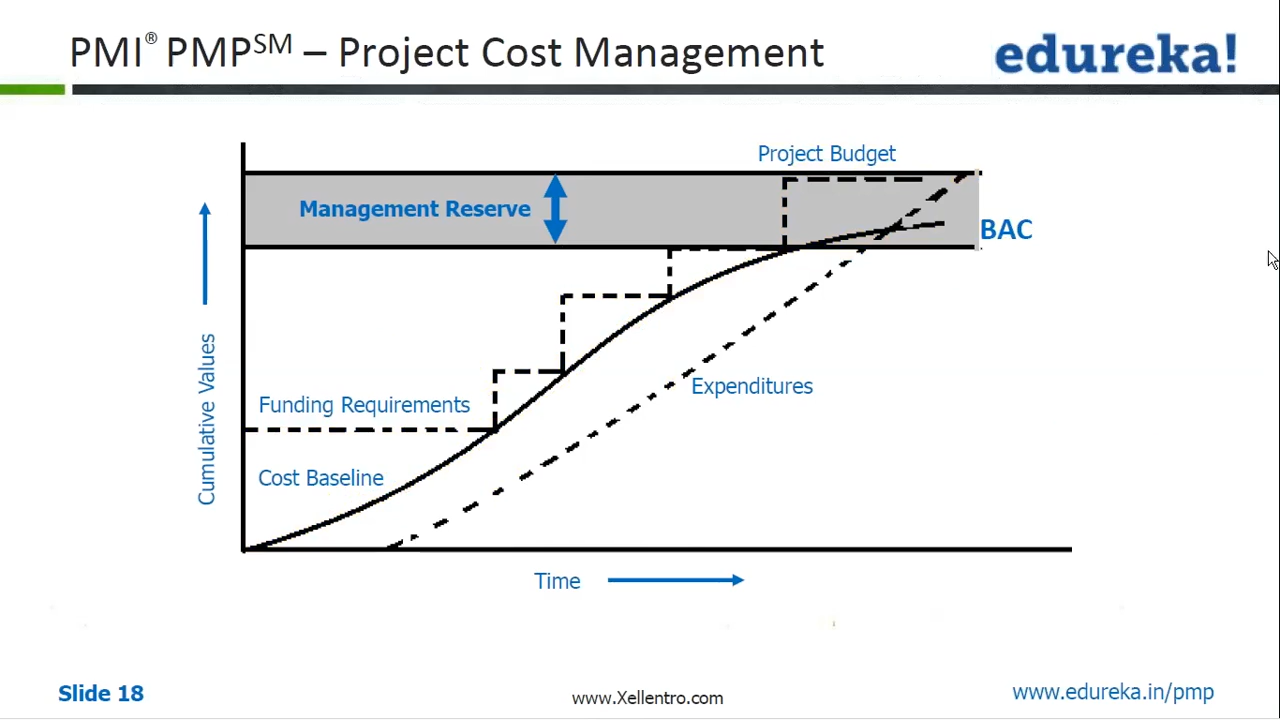 PMI® PMP℠ – Project Cost Management
edureka!
Project Budget
Management Reserve
BAC
Cumulative Values
Expenditures
Funding Requirements
Cost Baseline
Time
Slide 18
www.Xellentro.com
www.edureka.in/pmp